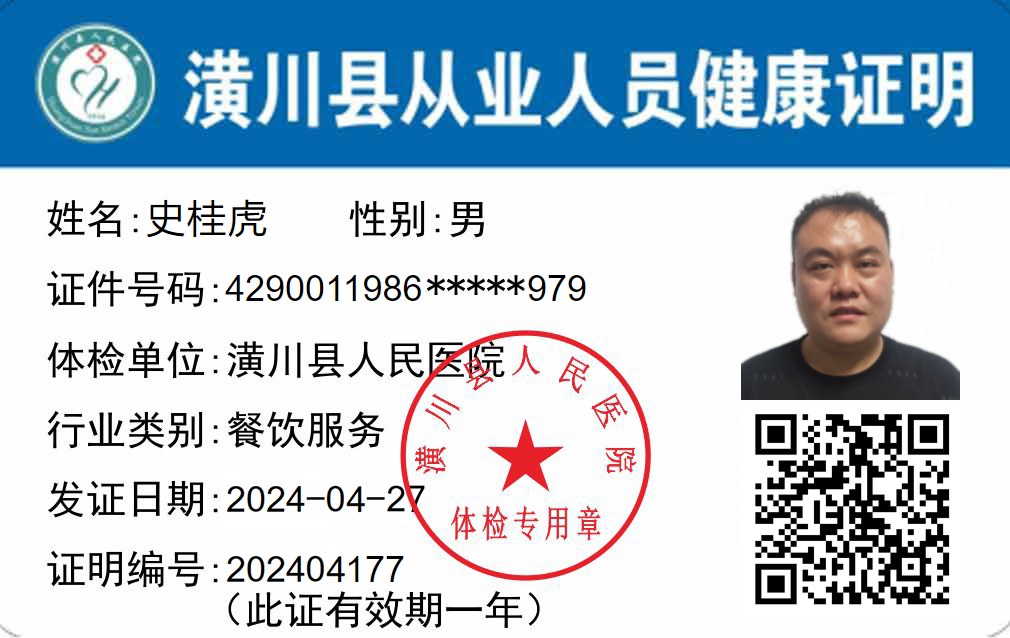 潢川县从业人员健康证明
姓名:史桂虎 性别:男
证件号码:4290011986*****979
体检单位:潢川县人民医院
行业类别:餐饮服务
发证日期:2024-04-27
证明编号:202404177
(此证有效期一年)
潢川县人民医院
体检专用章